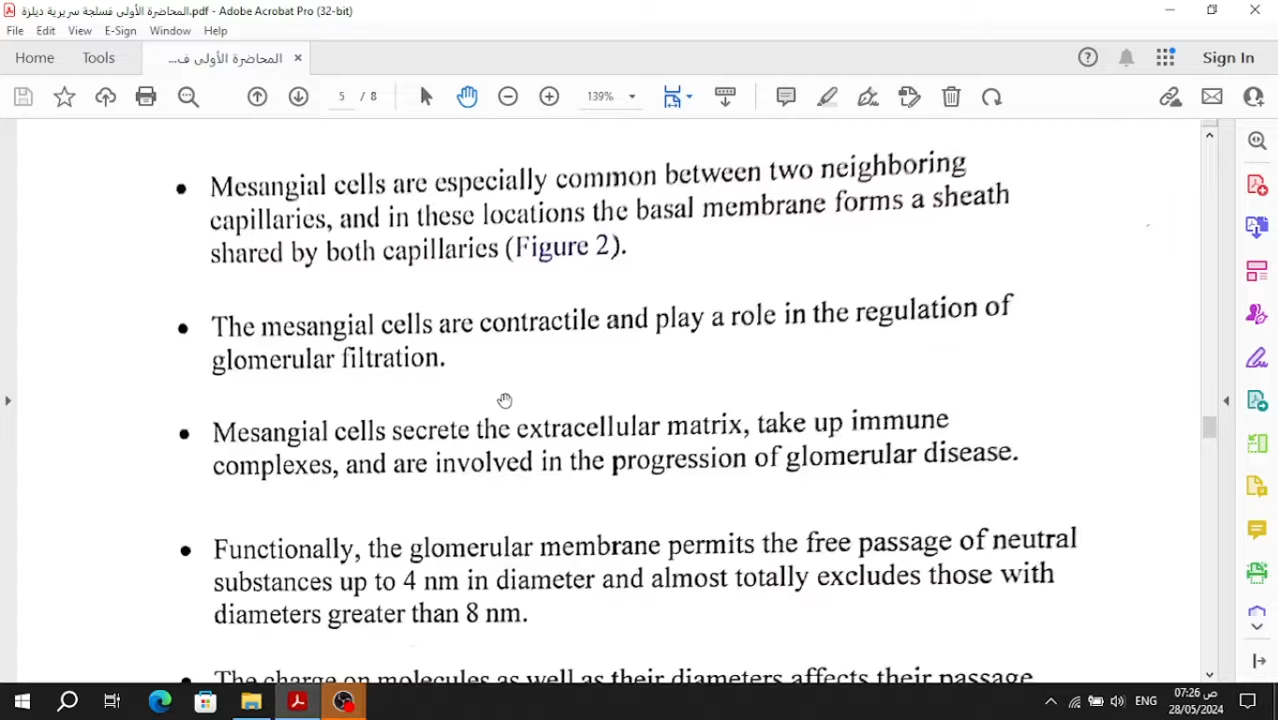 المحاضرة الأولى فسلجة سريرية ديلزة.pdf - Adobe Acrobat Pro (32-bit)
File Edit View E-Sign Window Help
Home Tools المحاضرة الأولى ف... × Sign In
5 / 8 139%
• Mesangial cells are especially common between two neighboring
capillaries, and in these locations the basal membrane forms a sheath
shared by both capillaries (Figure 2).
• The mesangial cells are contractile and play a role in the regulation of
glomerular filtration.
• Mesangial cells secrete the extracellular matrix, take up immune
complexes, and are involved in the progression of glomerular disease.
• Functionally, the glomerular membrane permits the free passage of neutral
substances up to 4 nm in diameter and almost totally excludes those with
diameters greater than 8 nm.
• The charge on molecules as well as their diameters affects their passage
ENG 07:26 ص
28/05/2024